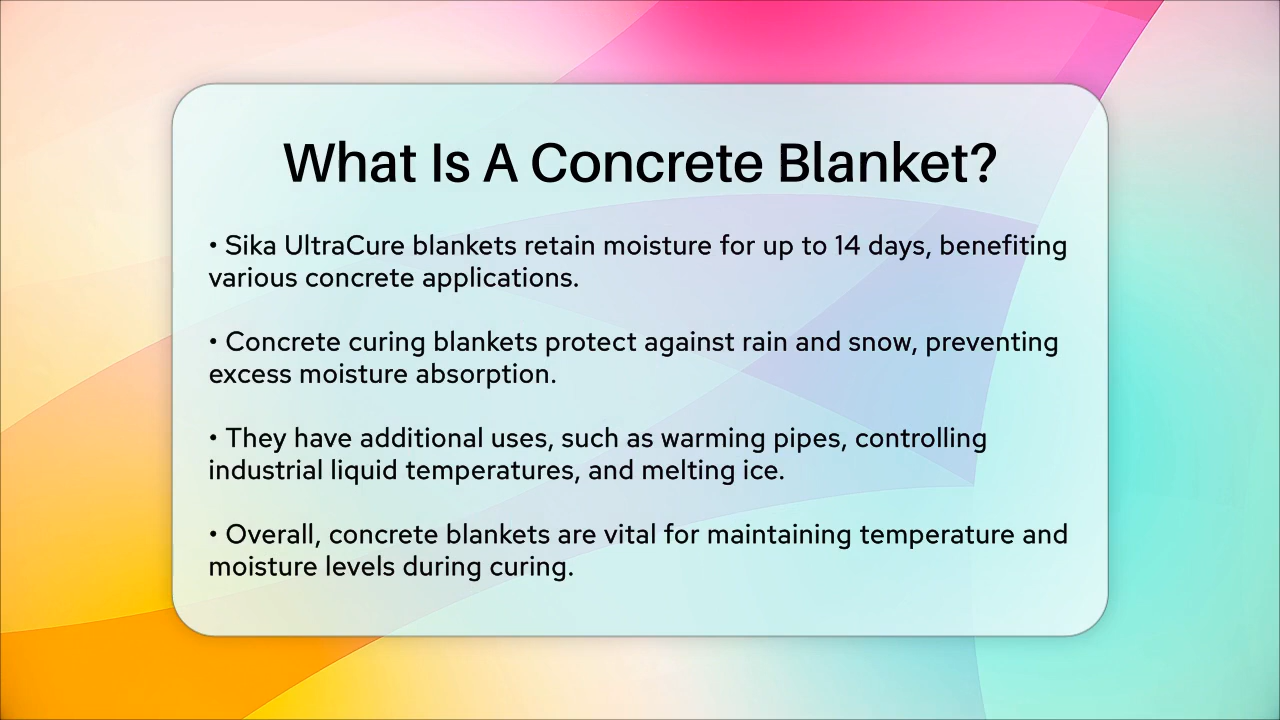 What Is A Concrete Blanket?
• Sika UltraCure blankets retain moisture for up to 14 days, benefiting
various concrete applications.
• Concrete curing blankets protect against rain and snow, preventing
excess moisture absorption.
• They have additional uses, such as warming pipes, controlling
industrial liquid temperatures, and melting ice.
• Overall, concrete blankets are vital for maintaining temperature and
moisture levels during curing.